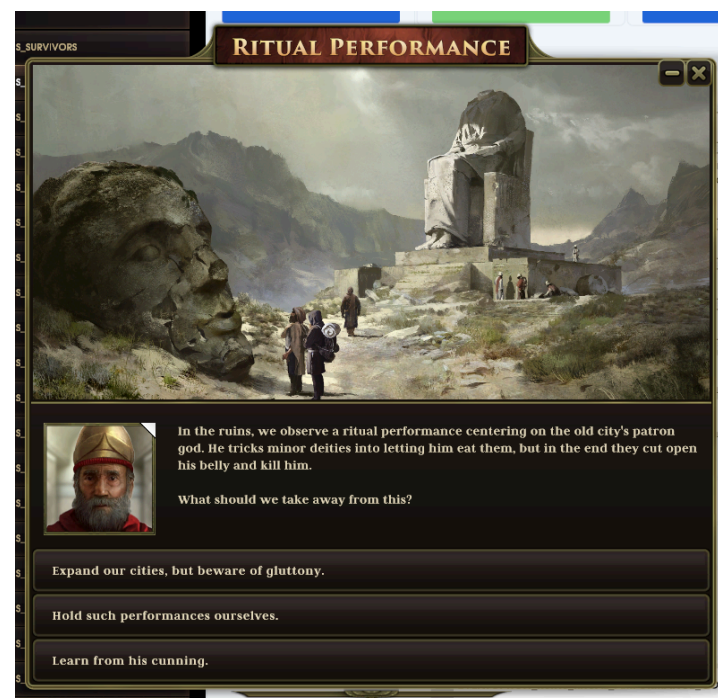 S_SURVIVORS
RITUAL PERFORMANCE
In the ruins, we observe a ritual performance centering on the old city's patron
god. He tricks minor deities into letting him eat them, but in the end they cut open
his belly and kill him.
What should we take away from this?
Expand our cities, but beware of gluttony.
Hold such performances ourselves.
Learn from his cunning.